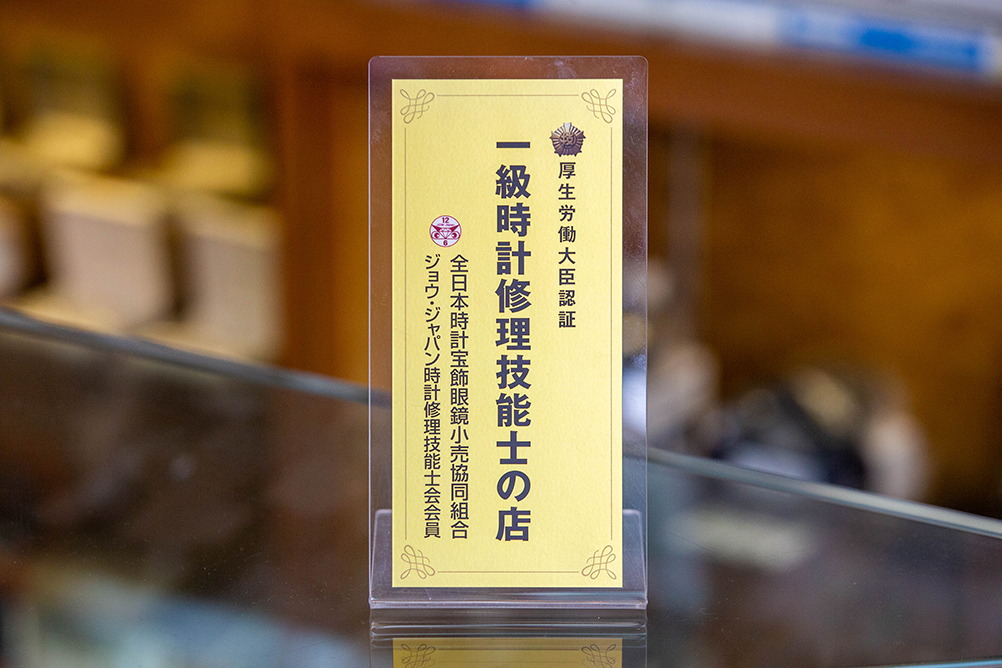 厚生労働大臣認証
一級時計修理技能士の店
12
6
全日本時計宝飾眼鏡小売協同組合
ジョウ・ジャパン時計修理技能士会会員